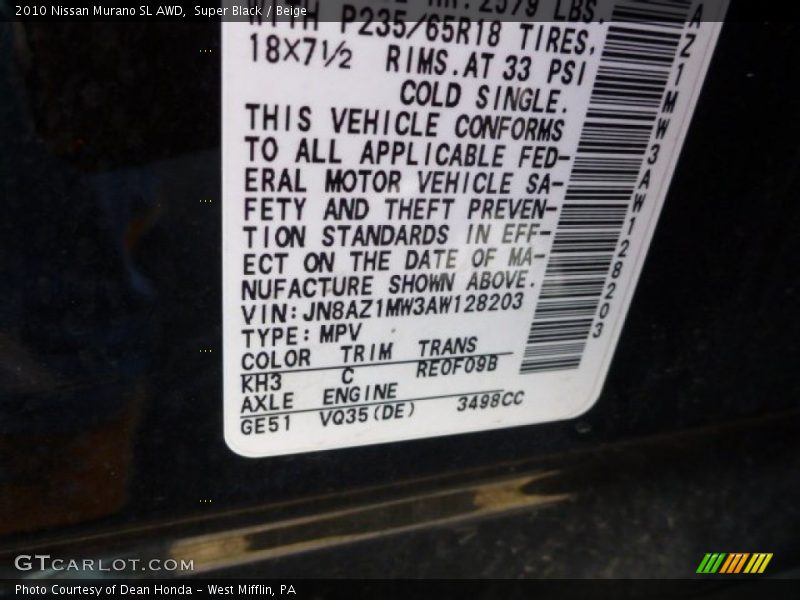 2010 Nissan Murano SL AWD, Super Black / Beige
LBS.
WITH P235/65R18 TIRES,
18X7½ RIMS.AT 33 PSI
COLD SINGLE.
THIS VEHICLE CONFORMS
TO ALL APPLICABLE FED-
ERAL MOTOR VEHICLE SA-
FETY AND THEFT PREVEN-
TION STANDARDS IN EFF-
ECT ON THE DATE OF MA-
NUFACTURE SHOWN ABOVE.
VIN:JN8AZ1MW3AW128203
TYPE:MPV
COLOR TRIM TRANS
KH3 C RE0F09B
AXLE ENGINE
GE51 VQ35(DE) 3498CC
AZ1MW3AW128203
GTCARLOT.COM
Photo Courtesy of Dean Honda - West Mifflin, PA